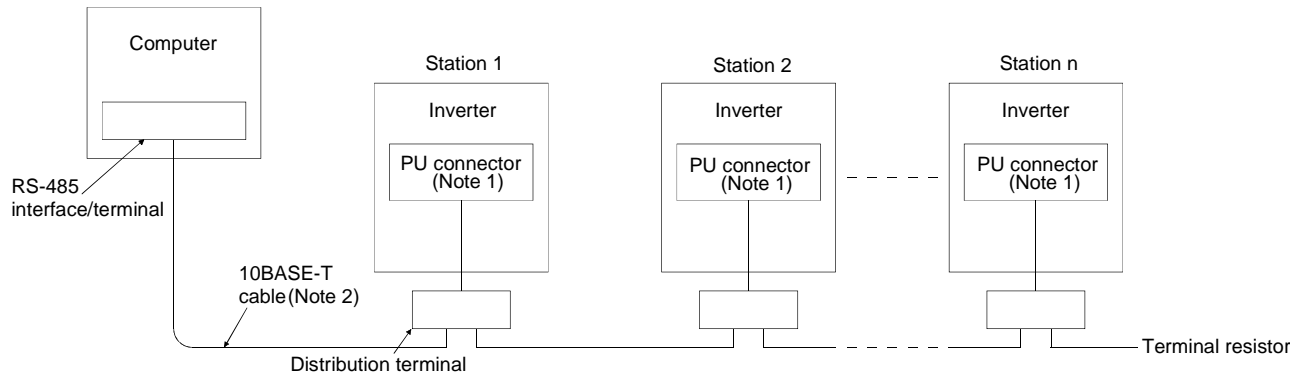 Computer
RS-485
interface/terminal
Station 1
Inverter
PU connector
(Note 1)
Station 2
Inverter
PU connector
(Note 1)
Station n
Inverter
PU connector
(Note 1)
10BASE-T
cable(Note 2)
Distribution terminal
Terminal resistor